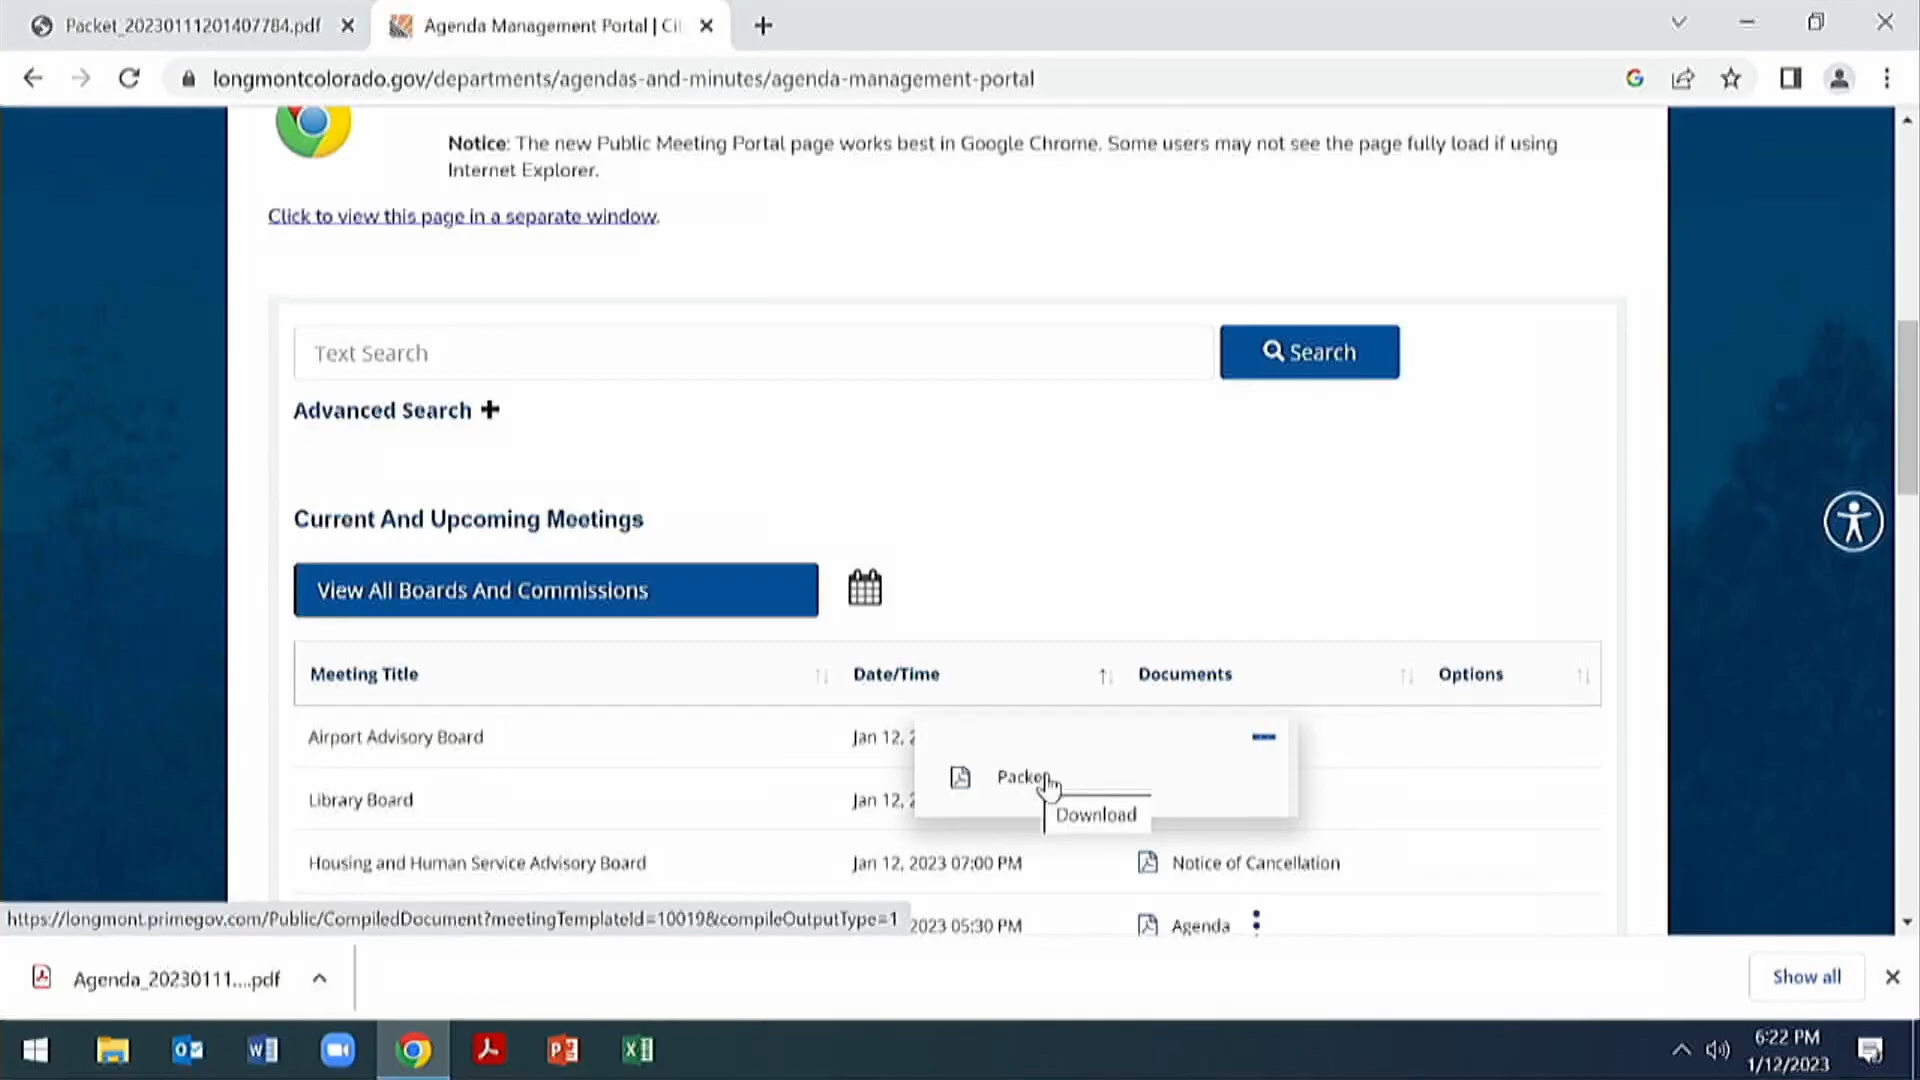 Packet_20230111201407784.pdf
Agenda Management Portal | Ci
longmontcolorado.gov/departments/agendas-and-minutes/agenda-management-portal
Notice: The new Public Meeting Portal page works best in Google Chrome. Some users may not see the page fully load if using
Internet Explorer.
Click to view this page in a separate window.
Text Search
Search
Advanced Search
Current And Upcoming Meetings
View All Boards And Commissions
Meeting Title Date/Time Documents Options
Airport Advisory Board Jan 12, 2
Packe
Library Board Jan 12, 2
Download
Housing and Human Service Advisory Board Jan 12, 2023 07:00 PM Notice of Cancellation
https://longmont.primegov.com/Public/CompiledDocument?meetingTemplateId=10019&compileOutputType=1 2023 05:30 PM Agenda
Agenda_20230111....pdf
Show all
6:22 PM
1/12/2023